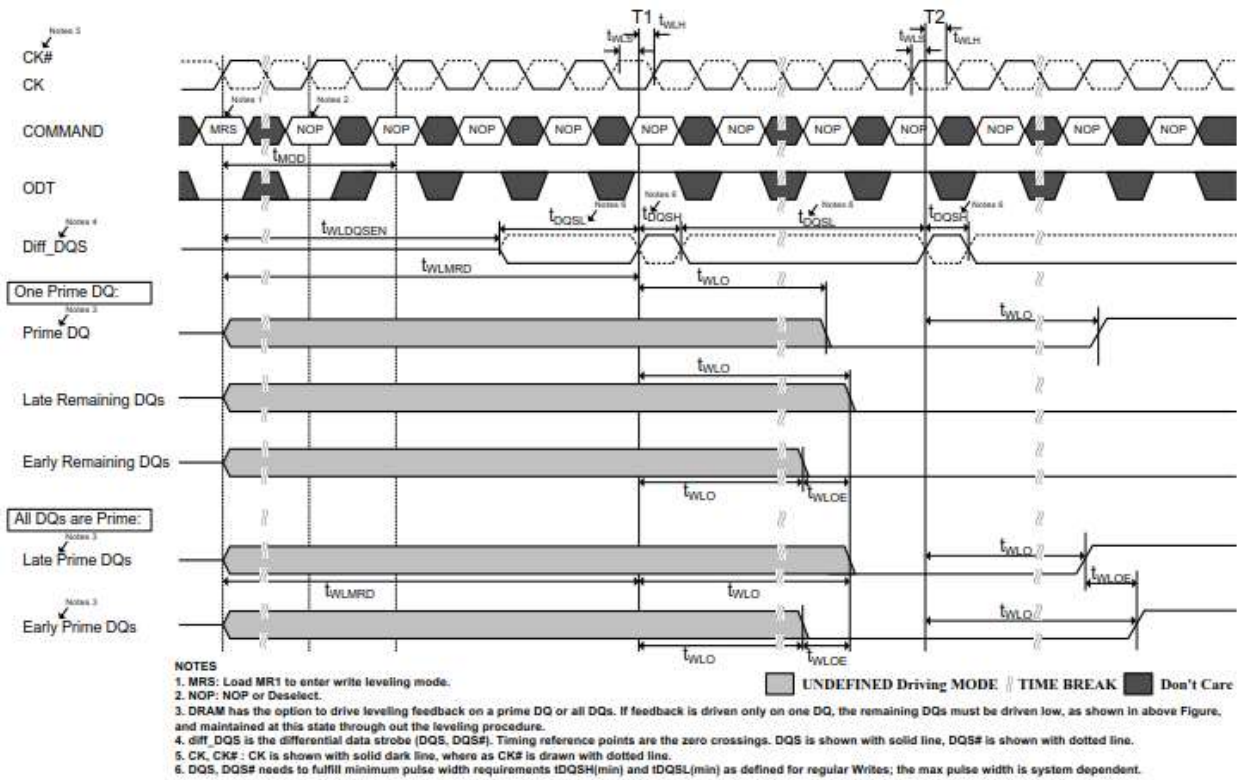 T1 T2
Notes 5
tWLS tWLH tWLS tWLH
CK#
CK
Notes 1 Notes 2
COMMAND MRS NOP NOP NOP NOP NOP NOP NOP NOP NOP NOP NOP
tMOD
ODT
Notes 6 Notes 6 Notes 6 Notes 6
Notes 4 tDQSL tDQSH tDQSL tDQSH
tWLDQSEN
Diff_DQS
tWLMRD tWLO
One Prime DQ:
Notes 3
tWLO
Prime DQ
tWLO
Late Remaining DQs
Early Remaining DQs
tWLO tWLOE
All DQs are Prime:
Notes 3
tWLO
Late Prime DQs
tWLMRD tWLO tWLOE
Notes 3
tWLO
Early Prime DQs
tWLO tWLOE
NOTES
1. MRS: Load MR1 to enter write leveling mode.
UNDEFINED Driving MODE TIME BREAK Don't Care
2. NOP: NOP or Deselect.
3. DRAM has the option to drive leveling feedback on a prime DQ or all DQs. If feedback is driven only on one DQ, the remaining DQs must be driven low, as shown in above Figure,
and maintained at this state through out the leveling procedure.
4. diff_DQS is the differential data strobe (DQS, DQS#). Timing reference points are the zero crossings. DQS is shown with solid line, DQS# is shown with dotted line.
5. CK, CK# : CK is shown with solid dark line, where as CK# is drawn with dotted line.
6. DQS, DQS# needs to fulfill minimum pulse width requirements tDQSH(min) and tDQSL(min) as defined for regular Writes; the max pulse width is system dependent.